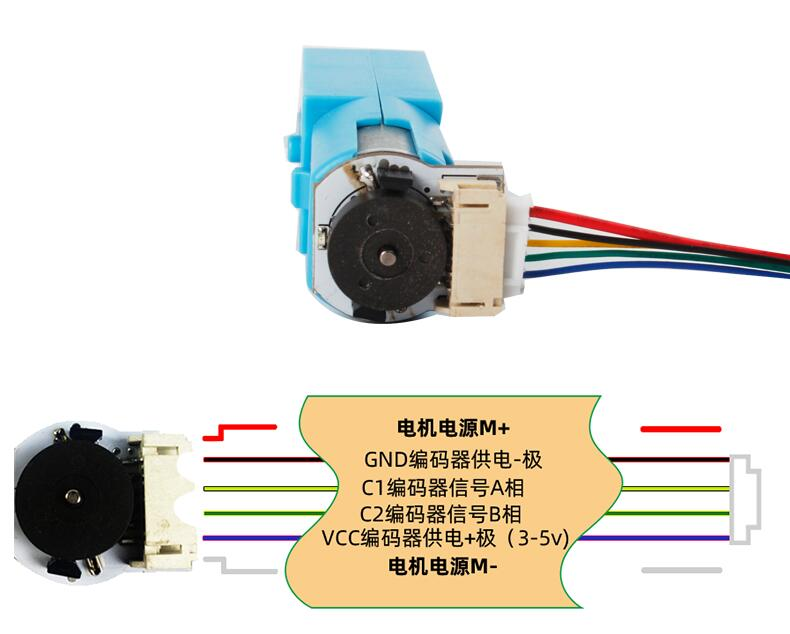 电机电源M+
GND编码器供电-极
C1编码器信号A相
C2编码器信号B相
VCC编码器供电+极（3-5v)
电机电源M-